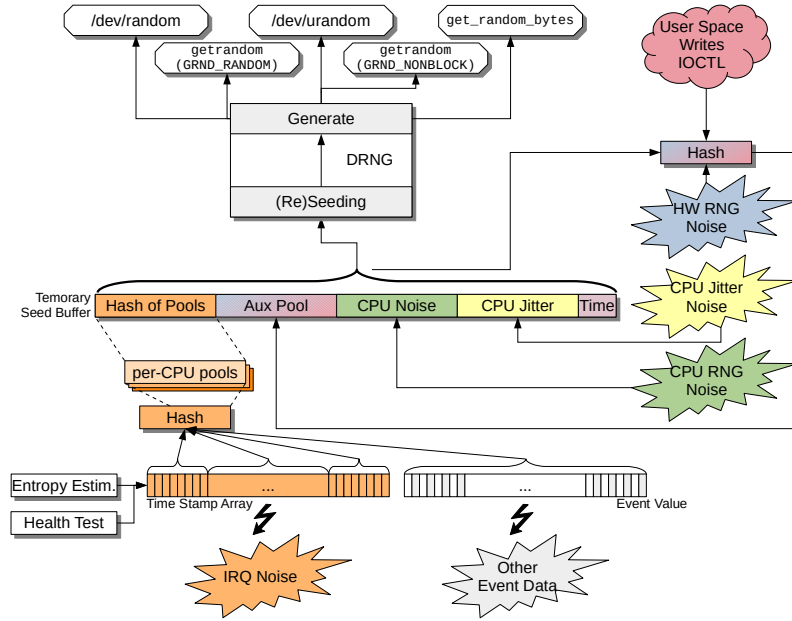 /dev/random
/dev/urandom
get_random_bytes
User Space
Writes
IOCTL
getrandom
(GRND_RANDOM)
getrandom
(GRND_NONBLOCK)
Generate
DRNG
Hash
(Re)Seeding
HW RNG
Noise
Temorary
Seed Buffer
Hash of Pools
Aux Pool
CPU Noise
CPU Jitter
Time
CPU Jitter
Noise
per-CPU pools
CPU RNG
Noise
Hash
Entropy Estim.
...
...
Time Stamp Array
Event Value
Health Test
IRQ Noise
Other
Event Data